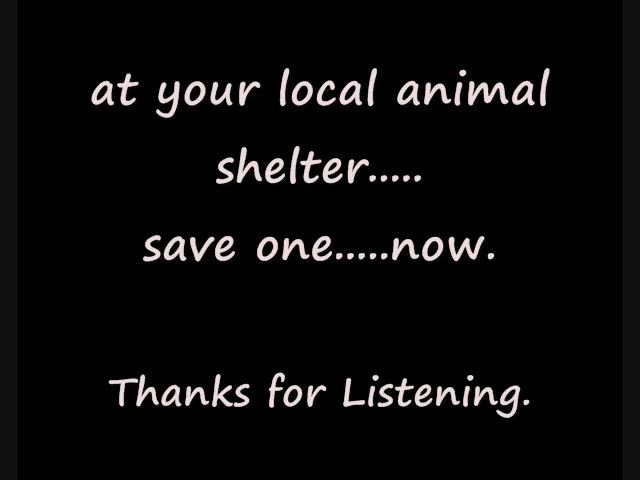 at your local animal
shelter.....
save one.....now.
Thanks for Listening.